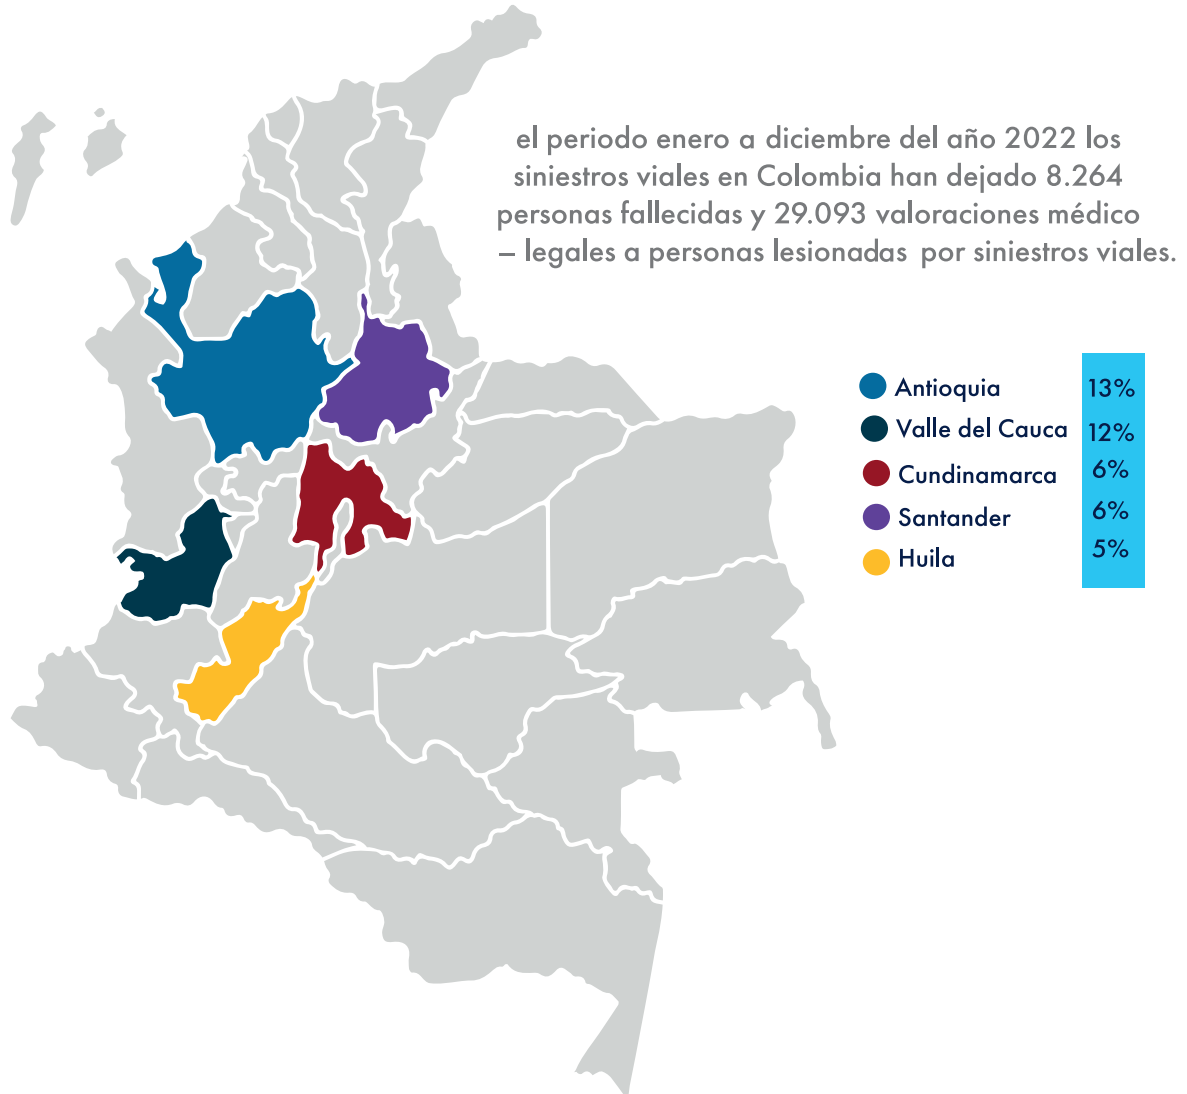 el periodo enero a diciembre del año 2022 los
siniestros viales en Colombia han dejado 8.264
personas fallecidas y 29.093 valoraciones médico
– legales a personas lesionadas por siniestros viales.
Antioquia 13%
Valle del Cauca 12%
Cundinamarca 6%
Santander 6%
Huila 5%